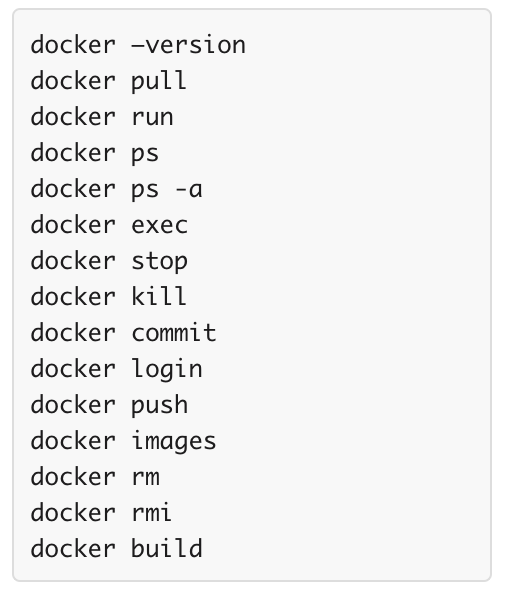 docker –version
docker pull
docker run
docker ps
docker ps -a
docker exec
docker stop
docker kill
docker commit
docker login
docker push
docker images
docker rm
docker rmi
docker build